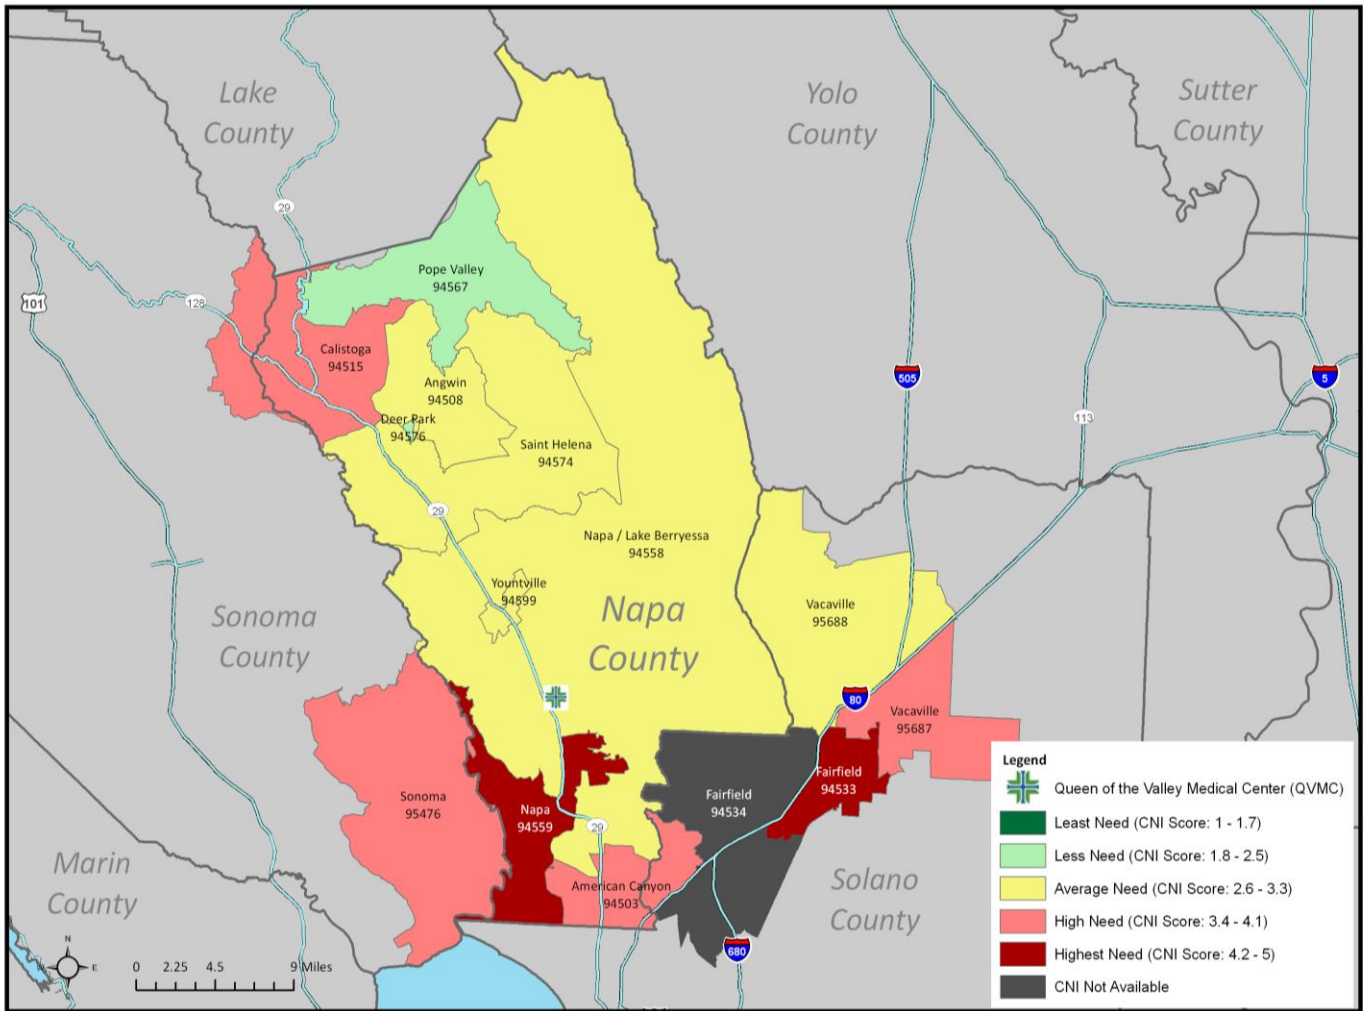 Lake
County
Yolo
County
Sutter
County
29
Pope Valley
94567
101
128
Calistoga
94515
505
5
Angwin
94508
113
Deer Park
94576
Saint Helena
94574
29
Napa / Lake Berryessa
94558
Yountville
94599
Vacaville
95688
Sonoma
County
Napa
County
80
Vacaville
95687
Fairfield
94533
Fairfield
94534
Sonoma
95476
Napa
94559
29
Marin
County
American Canyon
94503
Solano
County
680
N
E
0 2.25 4.5 9 Miles
Legend
Queen of the Valley Medical Center (QVMC)
Least Need (CNI Score: 1 - 1.7)
Less Need (CNI Score: 1.8 - 2.5)
Average Need (CNI Score: 2.6 - 3.3)
High Need (CNI Score: 3.4 - 4.1)
Highest Need (CNI Score: 4.2 - 5)
CNI Not Available